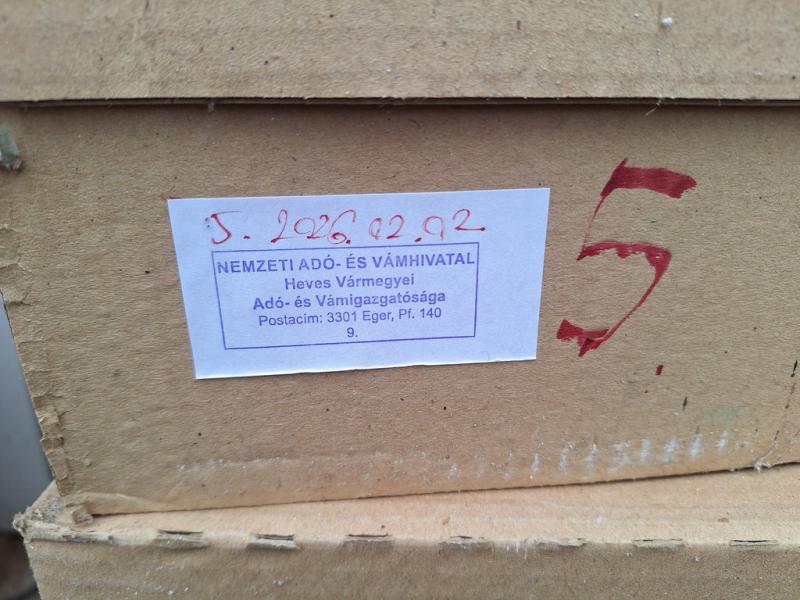 5. 2026.02.02.
NEMZETI ADÓ- ÉS VÁMHIVATAL
Heves Vármegyei
Adó- és Vámigazgatósága
Postacím: 3301 Eger, Pf. 140
9.
5.